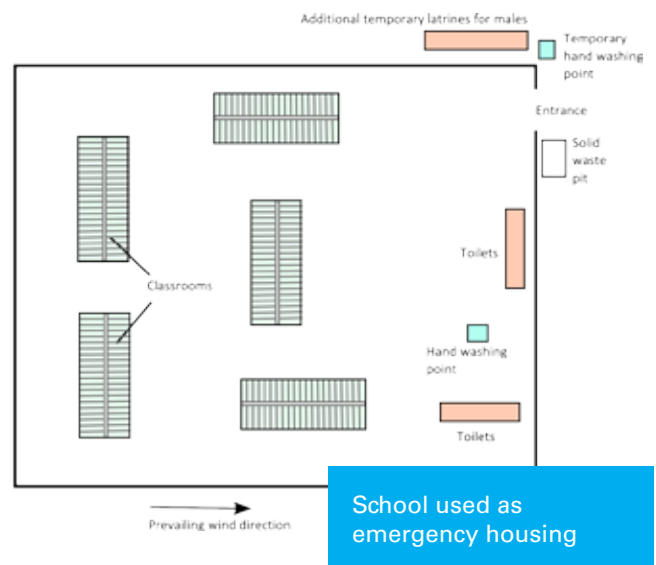 Additional temporary latrines for males
Temporary
hand washing
point
Entrance
Solid
waste
pit
Toilets
Classrooms
Hand washing
point
Toilets
Prevailing wind direction
School used as
emergency housing